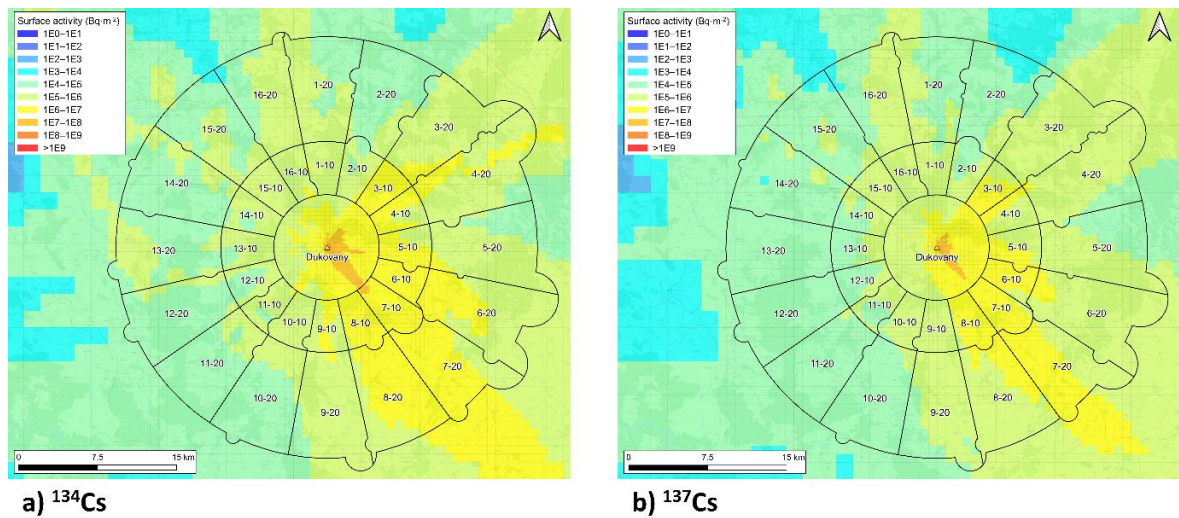 Surface activity (Bq·m⁻²)
1E0–1E1
1E1–1E2
1E2–1E3
1E3–1E4
1E4–1E5
1E5–1E6
1E6–1E7
1E7–1E8
1E8–1E9
>1E9
1-20
2-20
16-20
3-20
15-20
4-20
1-10
2-10
16-10
3-10
14-20
15-10
4-10
14-10
13-20
13-10
5-10
5-20
Dukovany
12-10
6-10
11-10
7-10
12-20
10-10
9-10
8-10
6-20
11-20
7-20
10-20
9-20
8-20
0 7.5 15 km
a) ¹³⁴Cs
Surface activity (Bq·m⁻²)
1E0–1E1
1E1–1E2
1E2–1E3
1E3–1E4
1E4–1E5
1E5–1E6
1E6–1E7
1E7–1E8
1E8–1E9
>1E9
1-20
2-20
16-20
3-20
15-20
4-20
1-10
2-10
16-10
3-10
14-20
15-10
4-10
14-10
13-20
13-10
5-10
5-20
Dukovany
12-10
6-10
11-10
7-10
12-20
10-10
9-10
8-10
6-20
11-20
7-20
10-20
9-20
8-20
0 7.5 15 km
b) ¹³⁷Cs